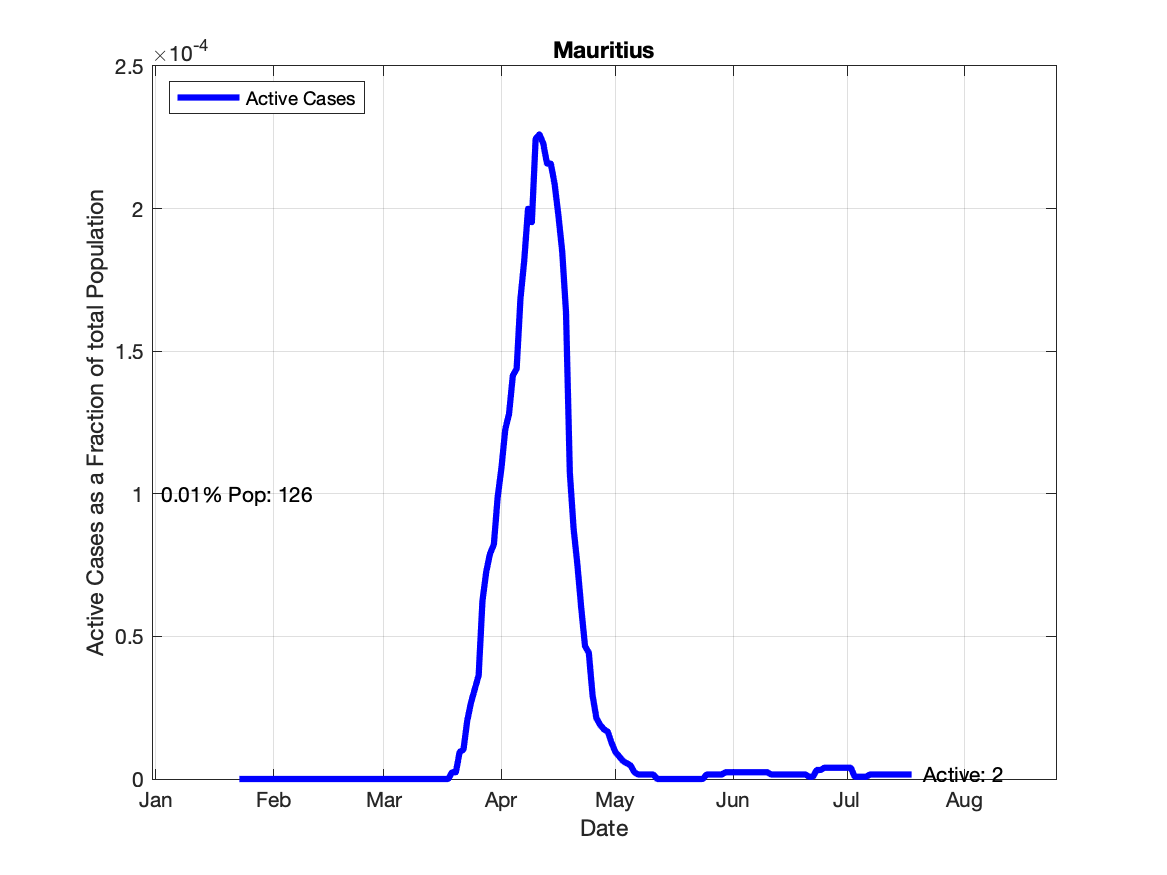 Mauritius
×10-4
2.5
2
1.5
1
0.5
0
Active Cases as a Fraction of total Population
Active Cases
0.01% Pop: 126
Active: 2
Jan Feb Mar Apr May Jun Jul Aug
Date